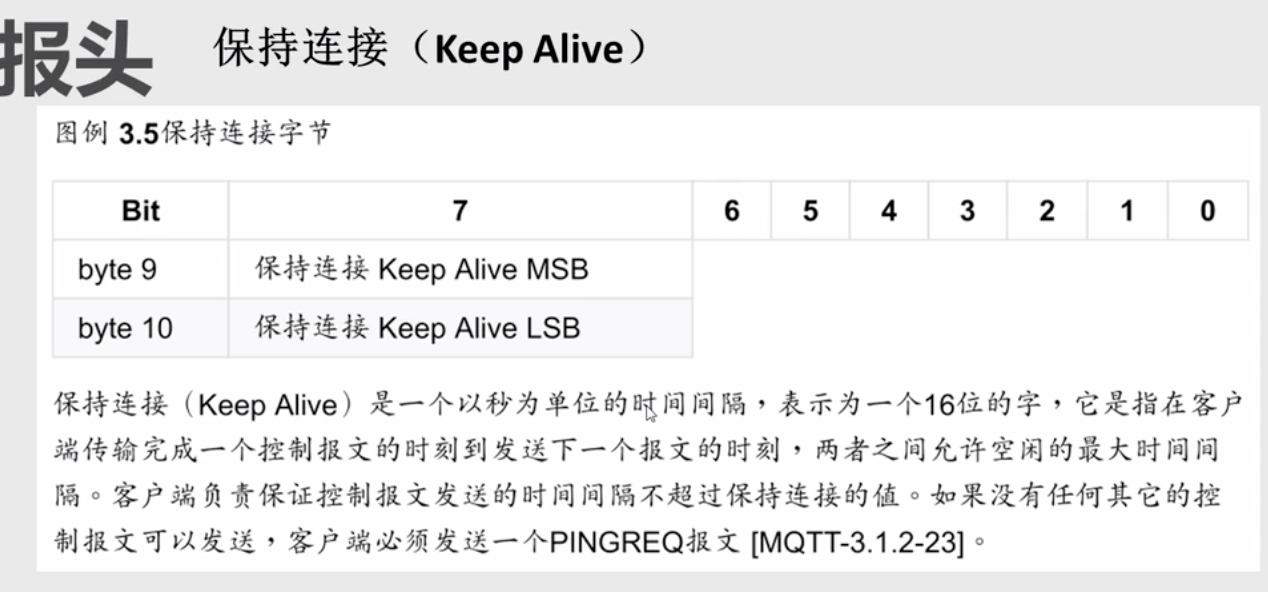 报头
保持连接（Keep Alive）
图例 3.5保持连接字节
Bit 7 6 5 4 3 2 1 0
byte 9 保持连接 Keep Alive MSB
byte 10 保持连接 Keep Alive LSB
保持连接（Keep Alive）是一个以秒为单位的时间间隔，表示为一个16位的字，它是指在客户
端传输完成一个控制报文的时刻到发送下一个报文的时刻，两者之间允许空闲的最大时间间
隔。客户端负责保证控制报文发送的时间间隔不超过保持连接的值。如果没有任何其它的控
制报文可以发送，客户端必须发送一个PINGREQ报文 [MQTT-3.1.2-23]。